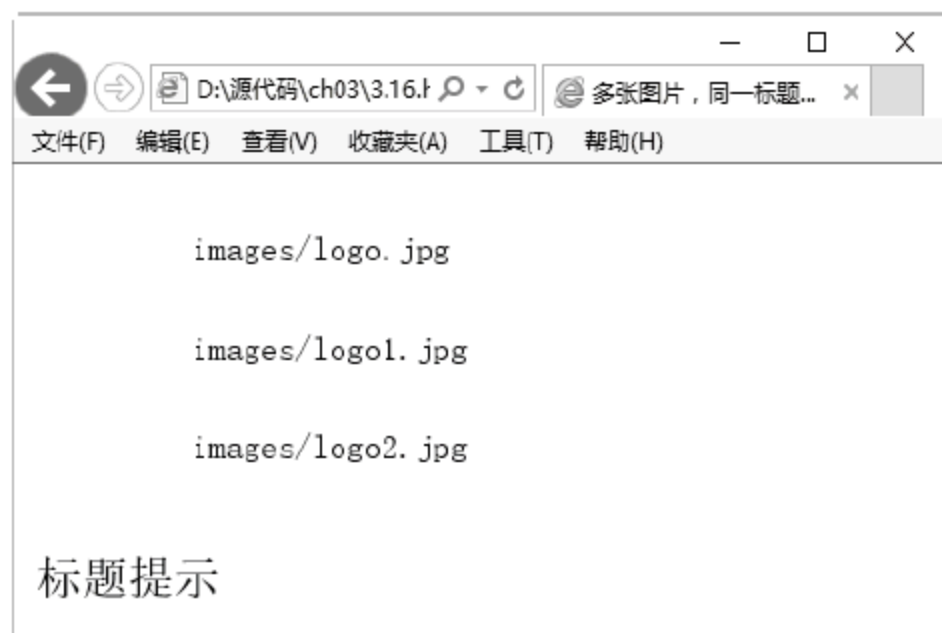 D:\源代码\ch03\3.16.h
多张图片，同一标题...
文件(F) 编辑(E) 查看(V) 收藏夹(A) 工具(T) 帮助(H)
images/logo.jpg
images/logo1.jpg
images/logo2.jpg
标题提示